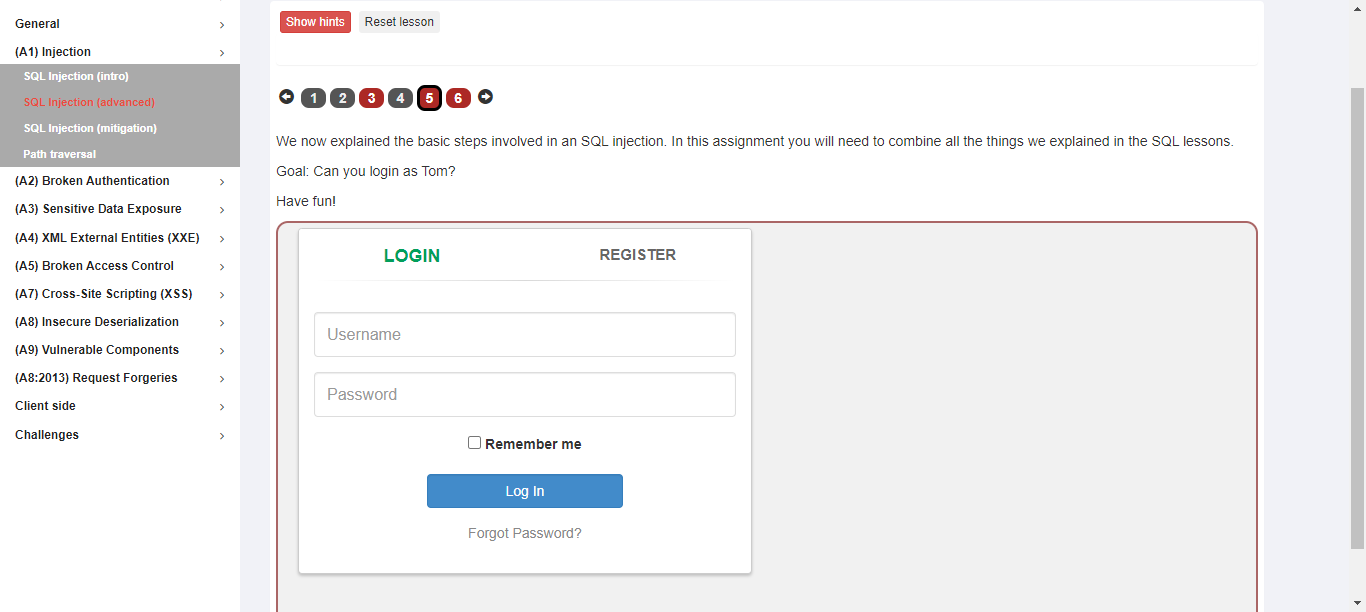 General
(A1) Injection
SQL Injection (intro)
SQL Injection (advanced)
SQL Injection (mitigation)
Path traversal
(A2) Broken Authentication
(A3) Sensitive Data Exposure
(A4) XML External Entities (XXE)
(A5) Broken Access Control
(A7) Cross-Site Scripting (XSS)
(A8) Insecure Deserialization
(A9) Vulnerable Components
(A8:2013) Request Forgeries
Client side
Challenges
Show hints Reset lesson
1 2 3 4 5 6
We now explained the basic steps involved in an SQL injection. In this assignment you will need to combine all the things we explained in the SQL lessons.
Goal: Can you login as Tom?
Have fun!
LOGIN REGISTER
Username
Password
Remember me
Log In
Forgot Password?